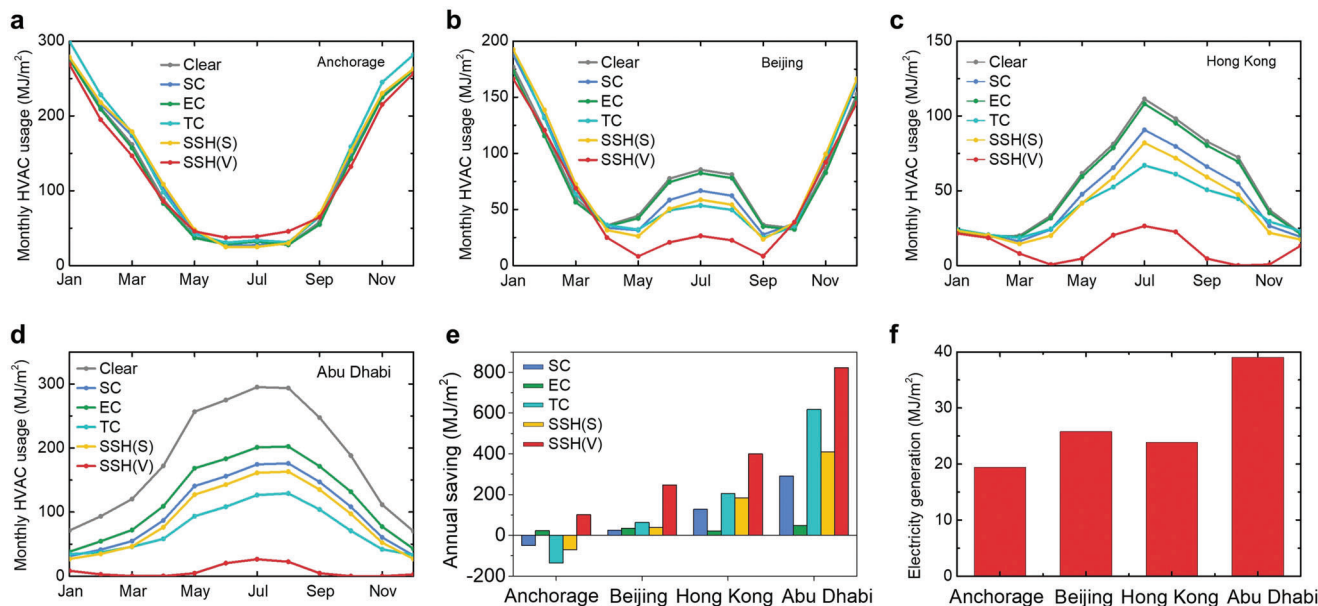 a
Monthly HVAC usage (MJ/m²)
300
200
100
0
Clear
SC
EC
TC
SSH(S)
SSH(V)
Anchorage
Jan Mar May Jul Sep Nov
b
Monthly HVAC usage (MJ/m²)
200
150
100
50
0
Clear
SC
EC
TC
SSH(S)
SSH(V)
Beijing
Jan Mar May Jul Sep Nov
c
Monthly HVAC usage (MJ/m²)
150
100
50
0
Clear
SC
EC
TC
SSH(S)
SSH(V)
Hong Kong
Jan Mar May Jul Sep Nov
d
Monthly HVAC usage (MJ/m²)
300
200
100
0
Clear
SC
EC
TC
SSH(S)
SSH(V)
Abu Dhabi
Jan Mar May Jul Sep Nov
e
Annual saving (MJ/m²)
800
600
400
200
0
-200
SC
EC
TC
SSH(S)
SSH(V)
Anchorage Beijing Hong Kong Abu Dhabi
f
Electricity generation (MJ/m²)
40
30
20
10
0
Anchorage Beijing Hong Kong Abu Dhabi